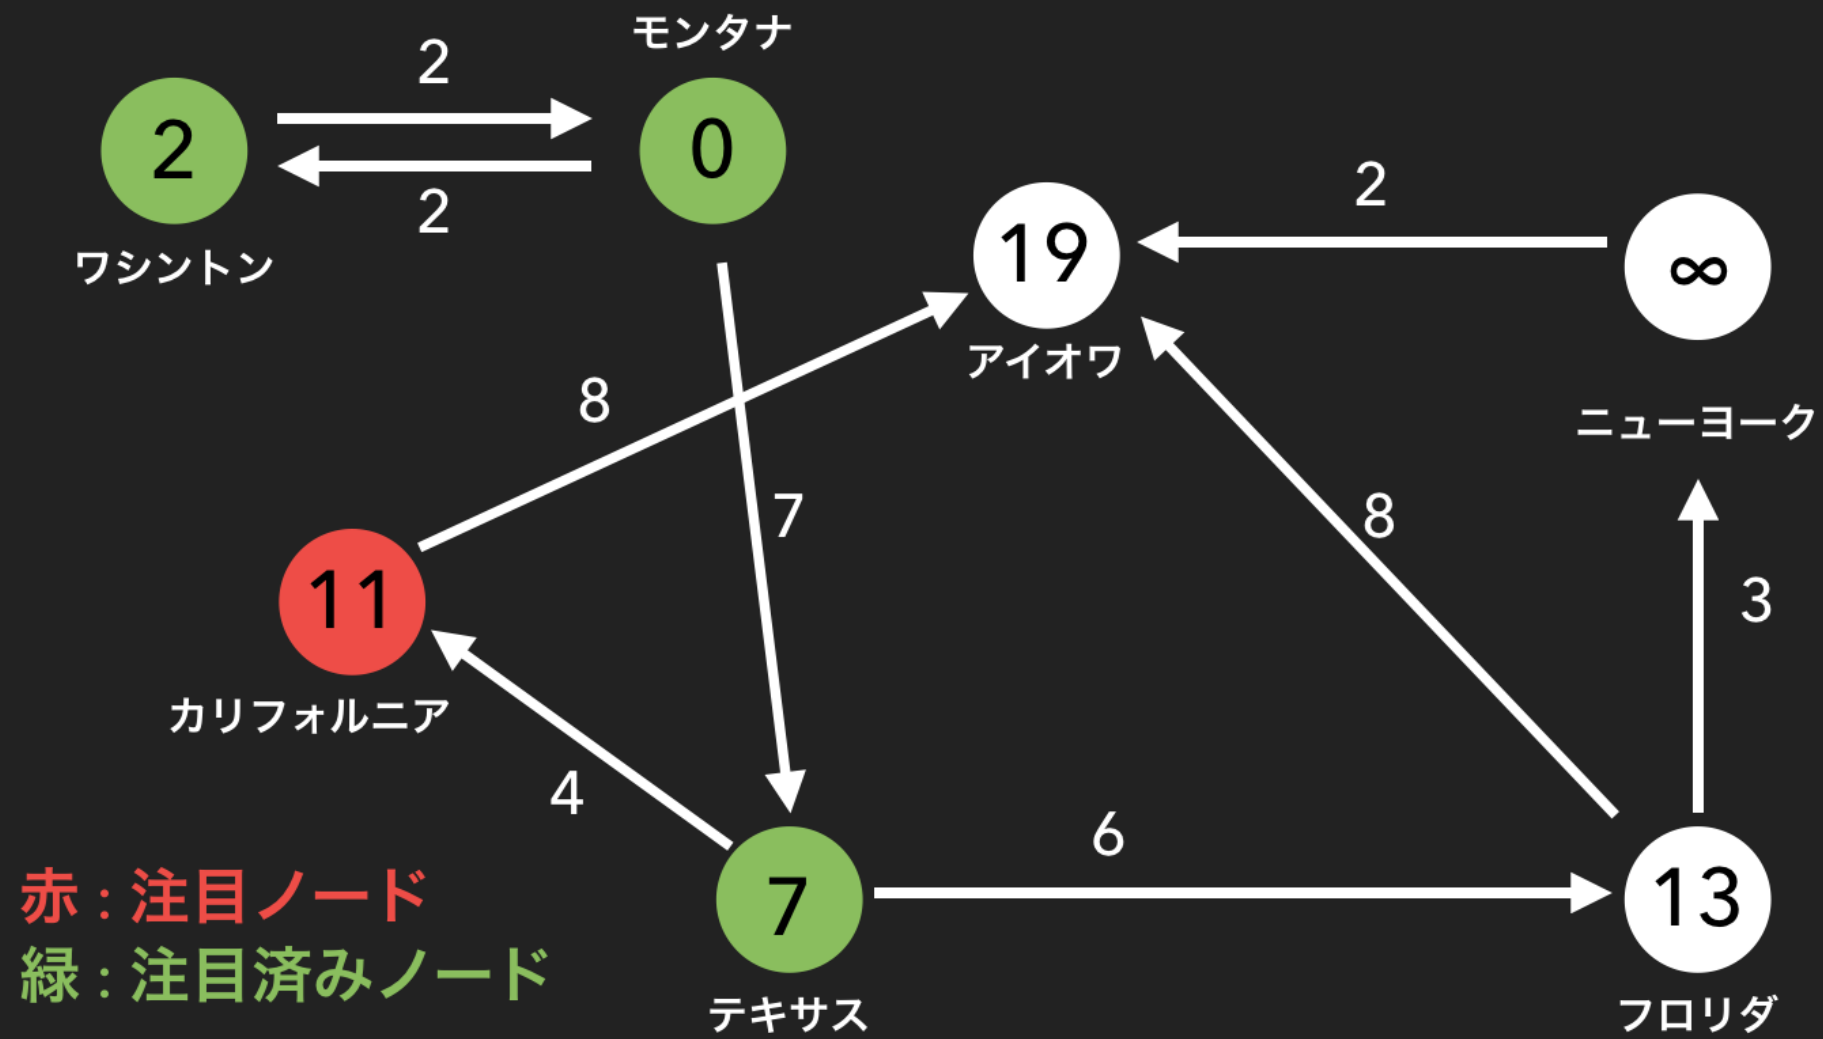 モンタナ
2
2
0
2
ワシントン
2
19
アイオワ
∞
ニューヨーク
8
7
8
3
11
カリフォルニア
4
6
7
テキサス
13
フロリダ
赤 : 注目ノード
緑 : 注目済みノード